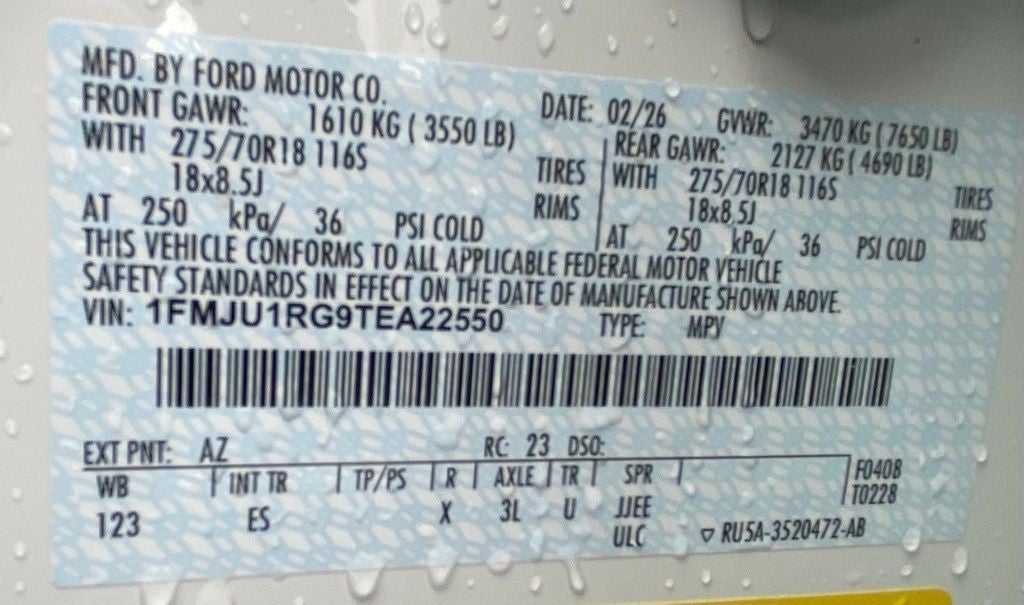 MFD. BY FORD MOTOR CO.
DATE: 02/26 GVWR: 3470 KG ( 7650 LB)
FRONT GAWR: 1610 KG ( 3550 LB)
WITH 275/70R18 116S TIRES
18x8.5J RIMS
AT 250 kPa/ 36 PSI COLD
REAR GAWR: 2127 KG ( 4690 LB)
WITH 275/70R18 116S TIRES
18x8.5J RIMS
AT 250 kPa/ 36 PSI COLD
THIS VEHICLE CONFORMS TO ALL APPLICABLE FEDERAL MOTOR VEHICLE
SAFETY STANDARDS IN EFFECT ON THE DATE OF MANUFACTURE SHOWN ABOVE.
VIN: 1FMJU1RG9TEA22550 TYPE: MPV
EXT PNT: AZ RC: 23 DSO:
WB INT TR TP/PS R AXLE TR SPR
123 ES X 3L U JJEE
ULC
F0408
T0228
▽ RU5A-3520472-AB